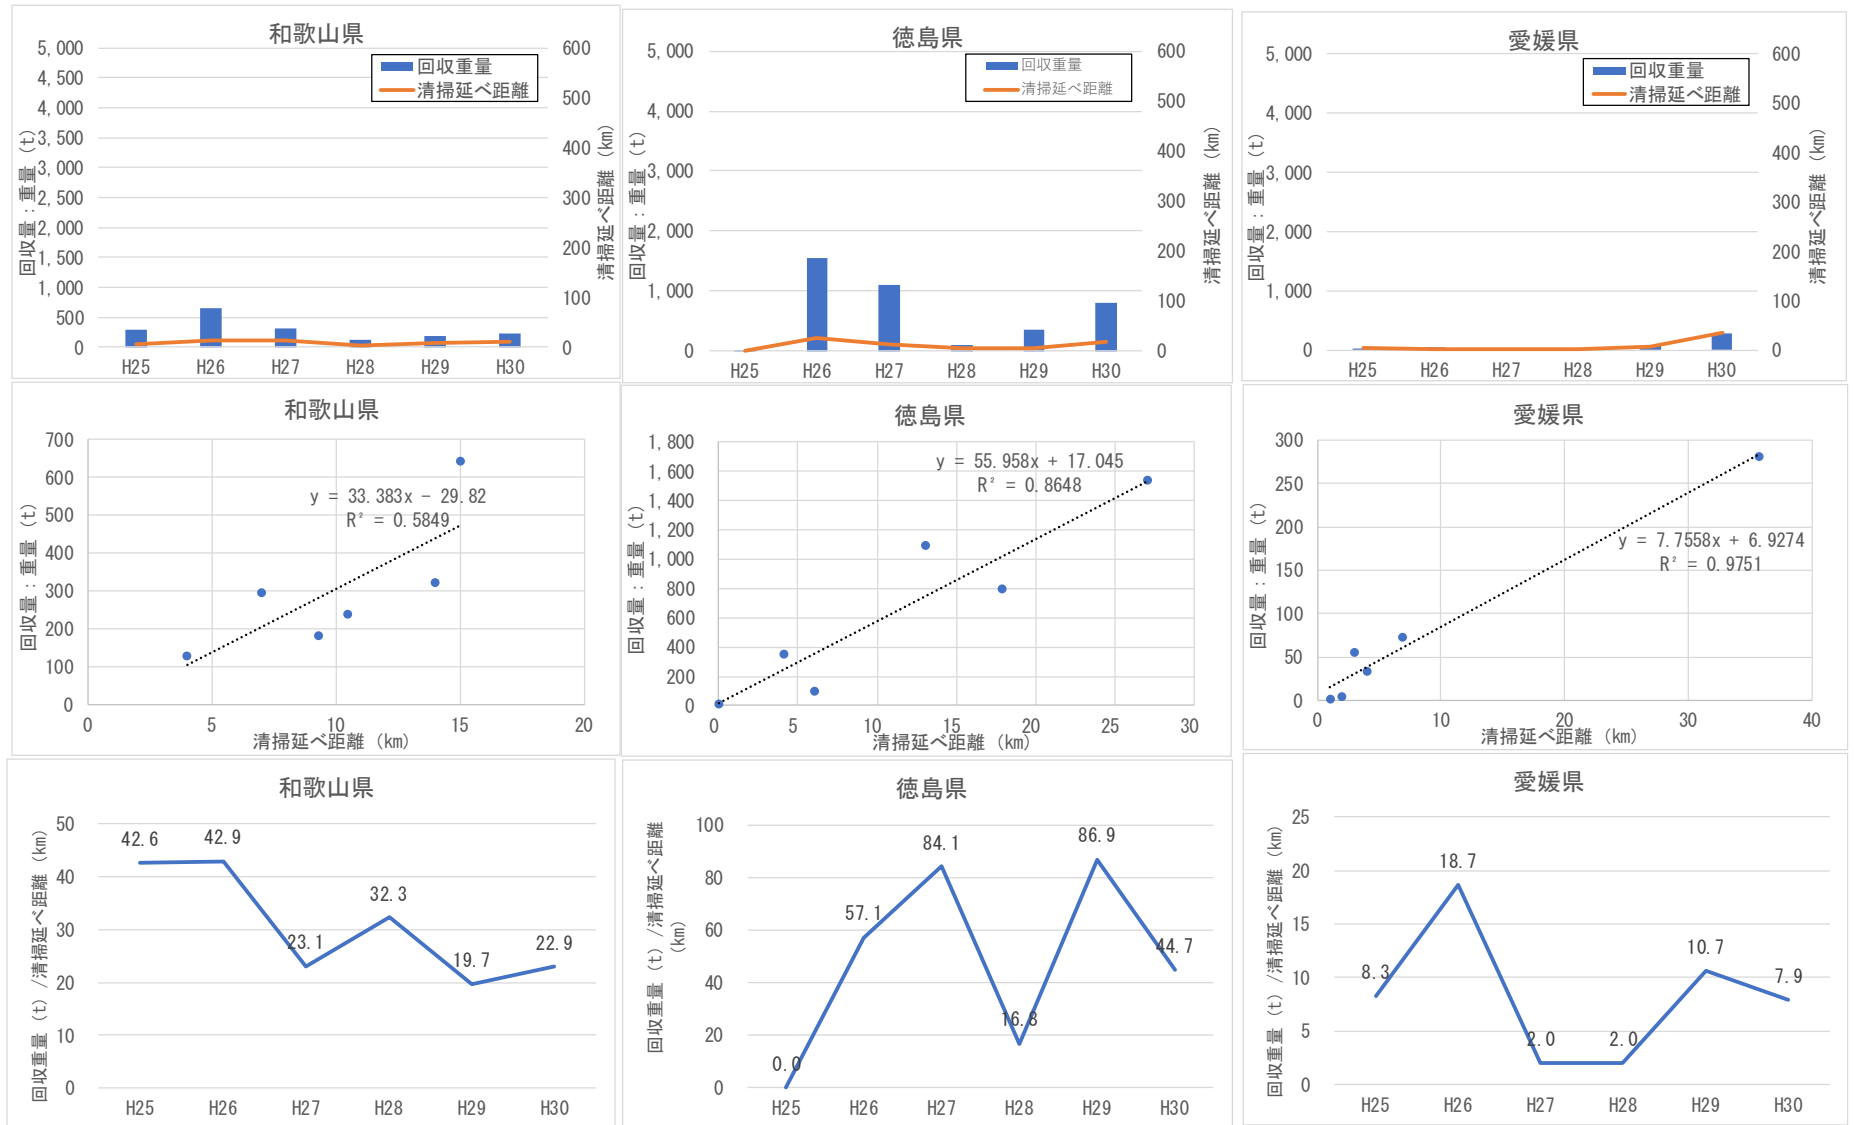 和歌山県
5,000
4,500
4,000
3,500
3,000
2,500
2,000
1,500
1,000
500
0
600
500
400
300
200
100
0
回収量：重量（t）
清掃延べ距離（km）
回収重量
清掃延べ距離
H25 H26 H27 H28 H29 H30
徳島県
5,000
4,000
3,000
2,000
1,000
0
600
500
400
300
200
100
0
回収量：重量（t）
清掃延べ距離（km）
回収重量
清掃延べ距離
H25 H26 H27 H28 H29 H30
愛媛県
5,000
4,000
3,000
2,000
1,000
0
600
500
400
300
200
100
0
回収量：重量（t）
清掃延べ距離（km）
回収重量
清掃延べ距離
H25 H26 H27 H28 H29 H30
和歌山県
700
600
500
400
300
200
100
0
回収量：重量（t）
y = 33.383x − 29.82
R² = 0.5849
0 5 10 15 20
清掃延べ距離（km）
徳島県
1,800
1,600
1,400
1,200
1,000
800
600
400
200
0
回収量：重量（t）
y = 55.958x + 17.045
R² = 0.8648
0 5 10 15 20 25 30
清掃延べ距離（km）
愛媛県
300
250
200
150
100
50
0
回収量：重量（t）
y = 7.7558x + 6.9274
R² = 0.9751
0 10 20 30 40
清掃延べ距離（km）
和歌山県
50
40
30
20
10
0
回収重量（t）/清掃延べ距離（km）
42.6 42.9 23.1 32.3 19.7 22.9
H25 H26 H27 H28 H29 H30
徳島県
100
80
60
40
20
0
回収重量（t）/清掃延べ距離
（km）
0.0 57.1 84.1 16.8 86.9 44.7
H25 H26 H27 H28 H29 H30
愛媛県
25
20
15
10
5
0
回収重量（t）/清掃延べ距離（km）
8.3 18.7 2.0 2.0 10.7 7.9
H25 H26 H27 H28 H29 H30